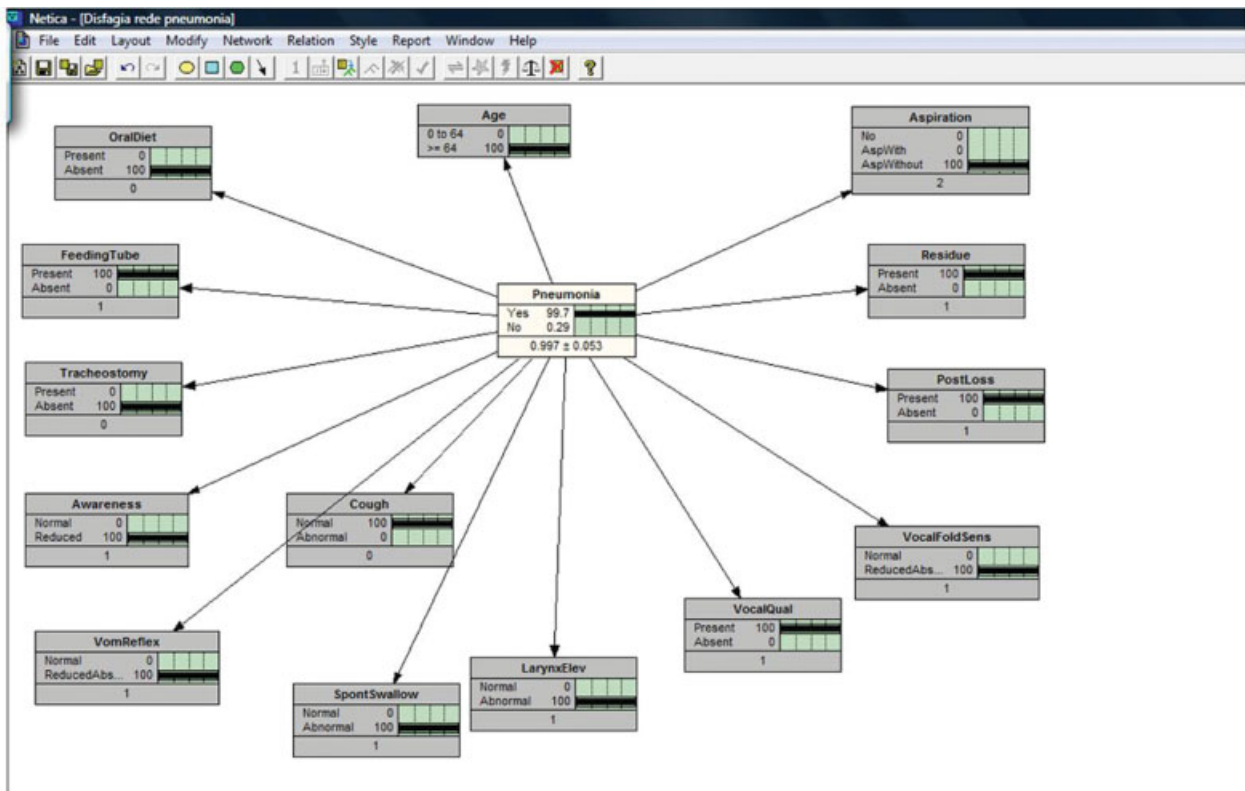 Netica - [Disfagia rede pneumonia]
File Edit Layout Modify Network Relation Style Report Window Help
1 ?
Age
0 to 64 0
>= 64 100
OralDiet
Present 0
Absent 100
0
Aspiration
No 0
AspWith 0
AspWithout 100
2
FeedingTube
Present 100
Absent 0
1
Residue
Present 100
Absent 0
1
Pneumonia
Yes 99.7
No 0.29
0.997 ± 0.053
Tracheostomy
Present 0
Absent 100
0
PostLoss
Present 100
Absent 0
1
Awareness
Normal 0
Reduced 100
1
Cough
Normal 100
Abnormal 0
0
VocalFoldSens
Normal 0
ReducedAbs... 100
1
VocalQual
Present 100
Absent 0
1
VomReflex
Normal 0
ReducedAbs... 100
1
LarynxElev
Normal 0
Abnormal 100
1
SpontSwallow
Normal 0
Abnormal 100
1